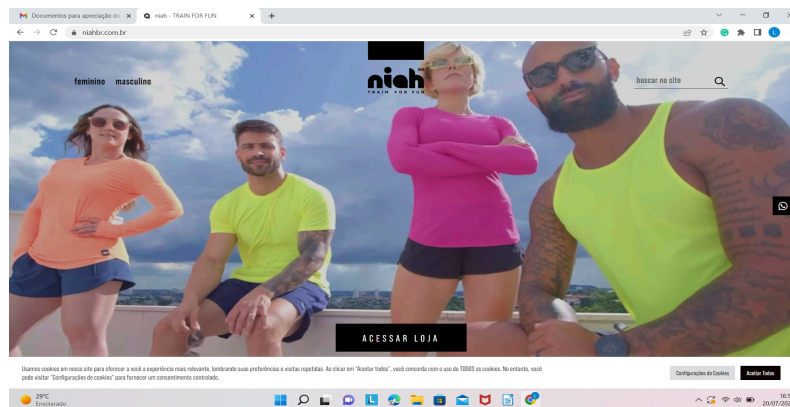 Documentos para apreciação do
niah - TRAIN FOR FUN
niahbr.com.br
feminino masculino
niah
TRAIN FOR FUN
buscar no site
ACESSAR LOJA
Usamos cookies em nosso site para oferecer a você a experiência mais relevante, lembrando suas preferências e visitas repetidas. Ao clicar em "Aceitar todos", você concorda com o uso de TODOS os cookies. No entanto, você
pode visitar "Configurações de cookies" para fornecer um consentimento controlado.
Configurações de Cookies
Aceitar Todos
29°C
Ensolarado
16:5
20/07/202